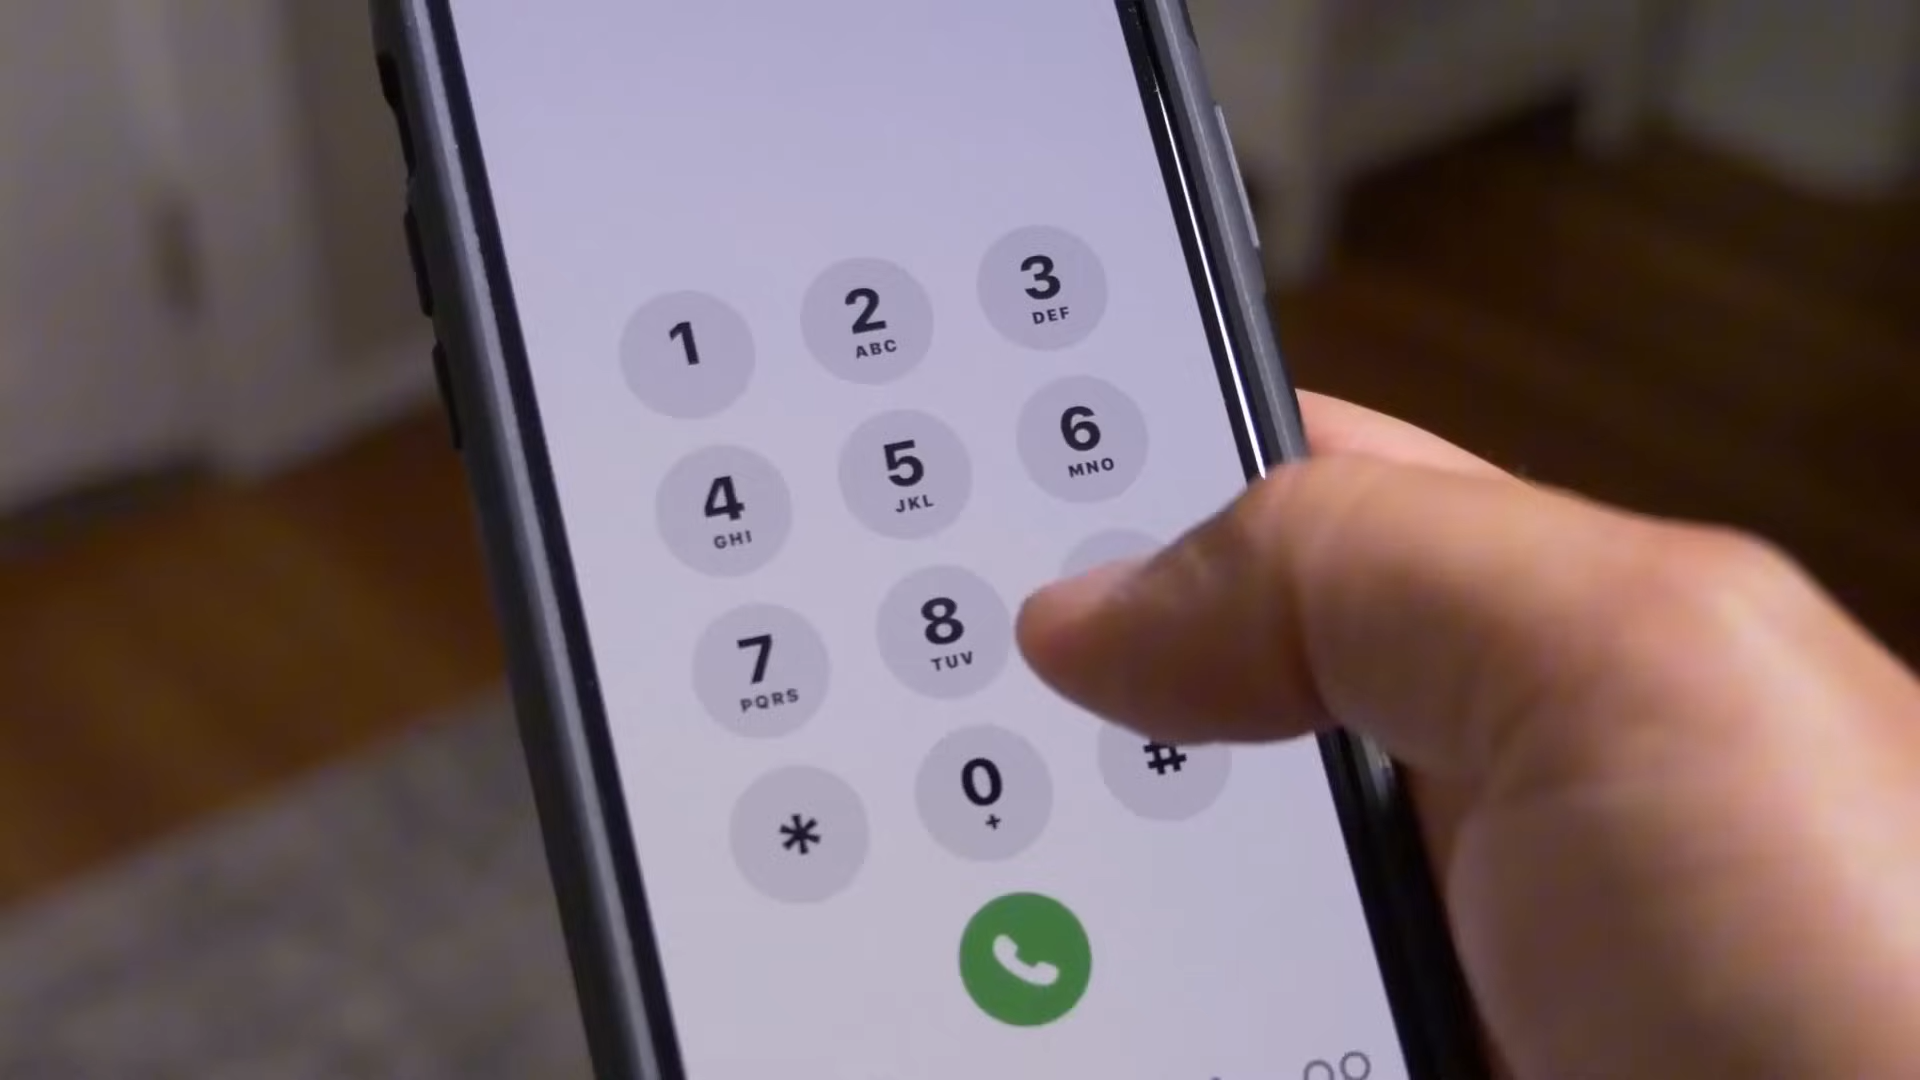 1 2 3
ABC DEF
4 5 6
GHI JKL MNO
7 8
PQRS TUV
* 0 #
+